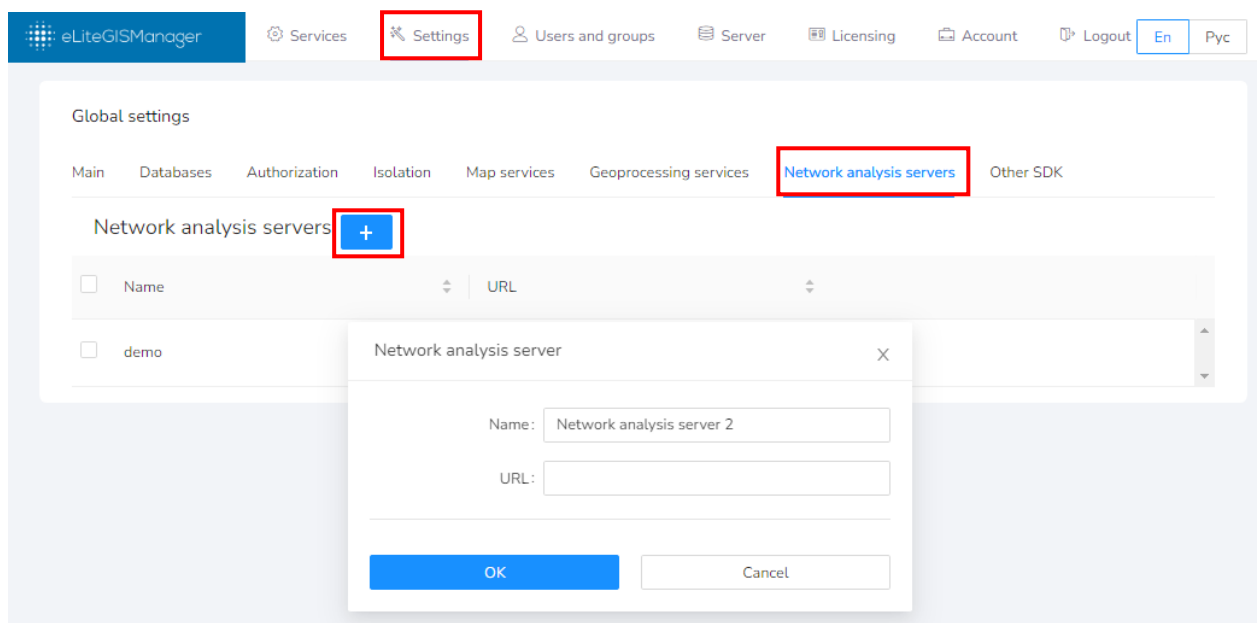 eLiteGISManager Services Settings Users and groups Server Licensing Account Logout En Рус
Global settings
Main Databases Authorization Isolation Map services Geoprocessing services Network analysis servers Other SDK
Network analysis servers +
Name URL
demo
Network analysis server X
Name: Network analysis server 2
URL:
OK Cancel